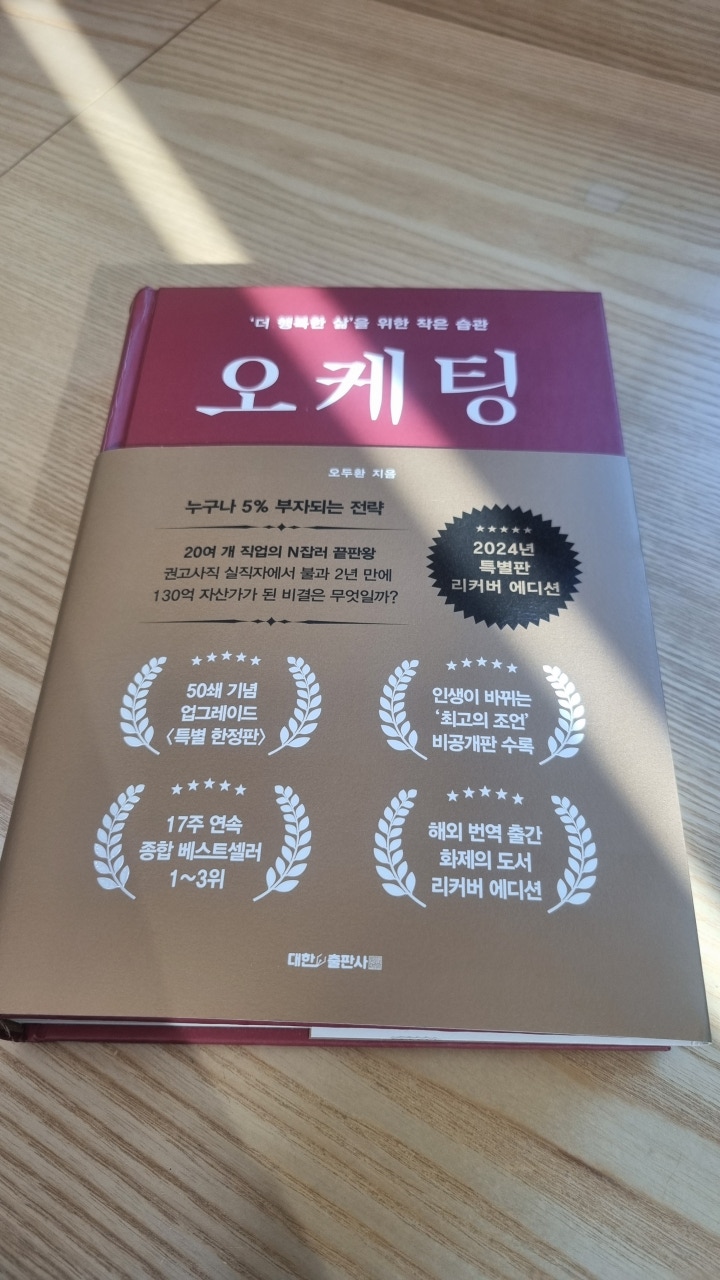 '더 행복한 삶'을 위한 작은 습관
오케팅
오두환 지음
누구나 5% 부자되는 전략
20여 개 직업의 N잡러 끝판왕
권고사직 실직자에서 불과 2년 만에
130억 자산가가 된 비결은 무엇일까?
2024년
특별판
리커버 에디션
50쇄 기념
업그레이드
〈특별 한정판〉
인생이 바뀌는
'최고의 조언'
비공개판 수록
17주 연속
종합 베스트셀러
1~3위
해외 번역 출간
화제의 도서
리커버 에디션
대한출판사